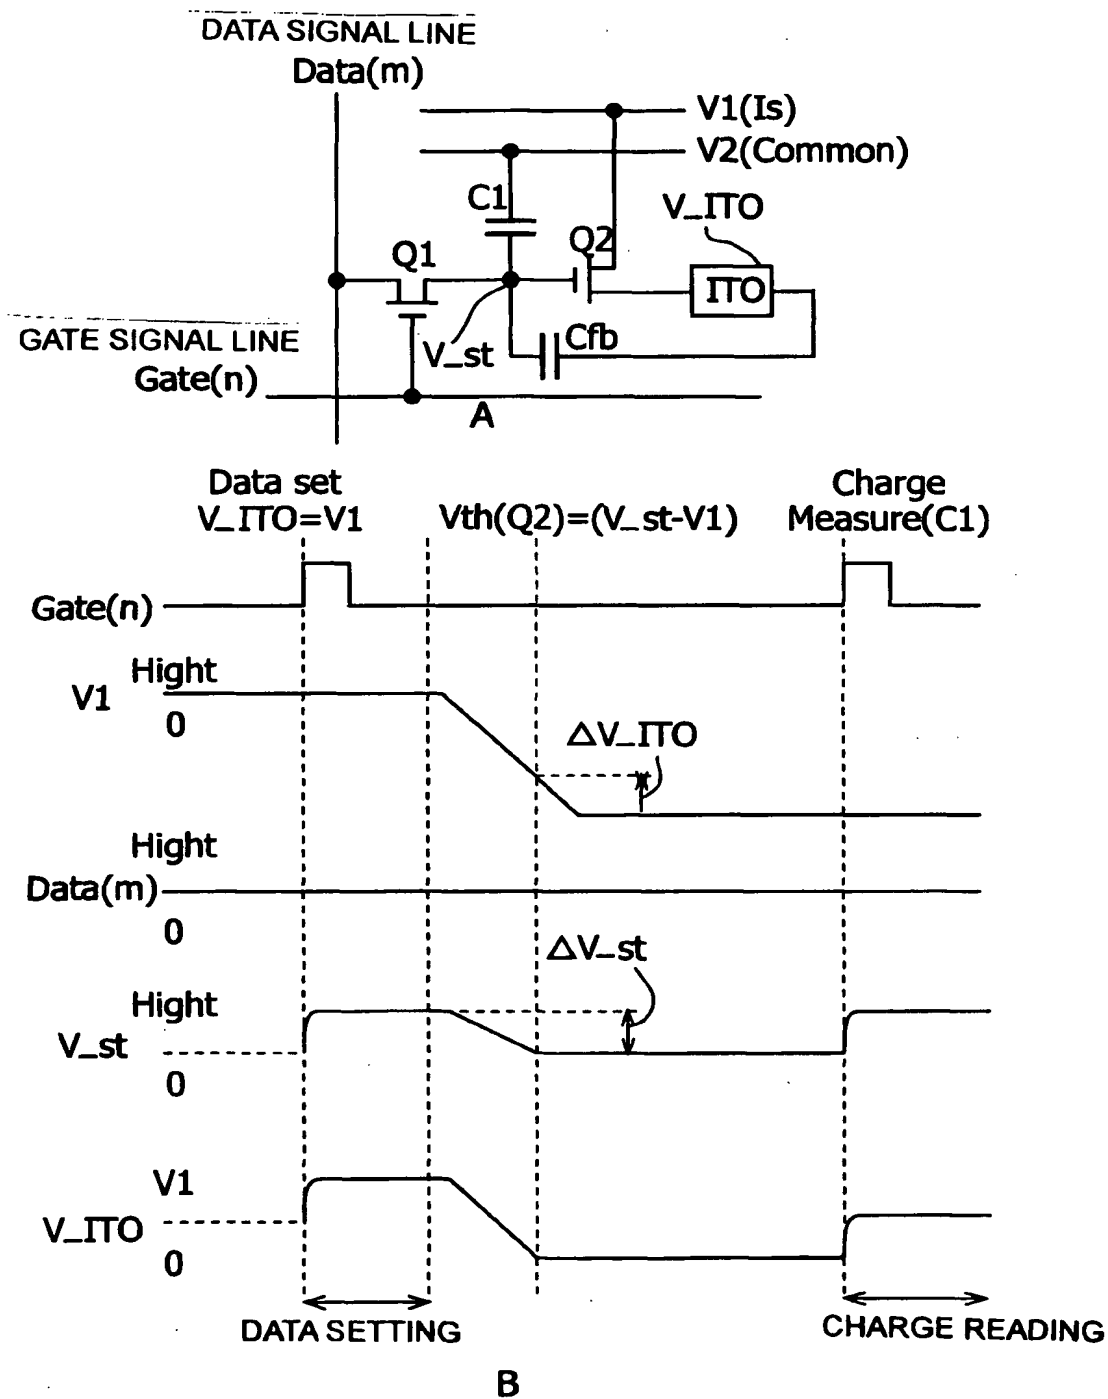 DATA SIGNAL LINE
Data(m)
V1(Is)
V2(Common)
C1
V_ITO
Q1
Q2
ITO
GATE SIGNAL LINE
V_st
Cfb
Gate(n)
A
Data set
V_ITO=V1
Vth(Q2)=(V_st-V1)
Charge
Measure(C1)
Gate(n)
Hight
V1
0
△V_ITO
Hight
Data(m)
0
△V_st
Hight
V_st
0
V1
V_ITO
0
DATA SETTING
CHARGE READING
B